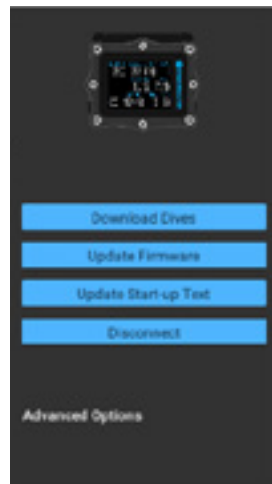 Download Dives
Update Firmware
Update Start-up Text
Disconnect
Advanced Options